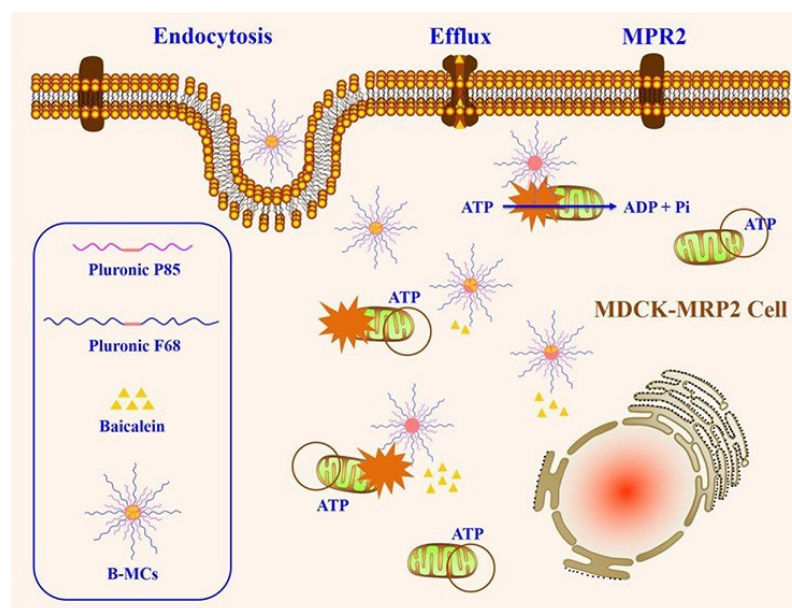 Endocytosis
Efflux
MPR2
ATP
ADP + Pi
ATP
Pluronic P85
ATP
MDCK-MRP2 Cell
Pluronic F68
Baicalein
ATP
ATP
B-MCs